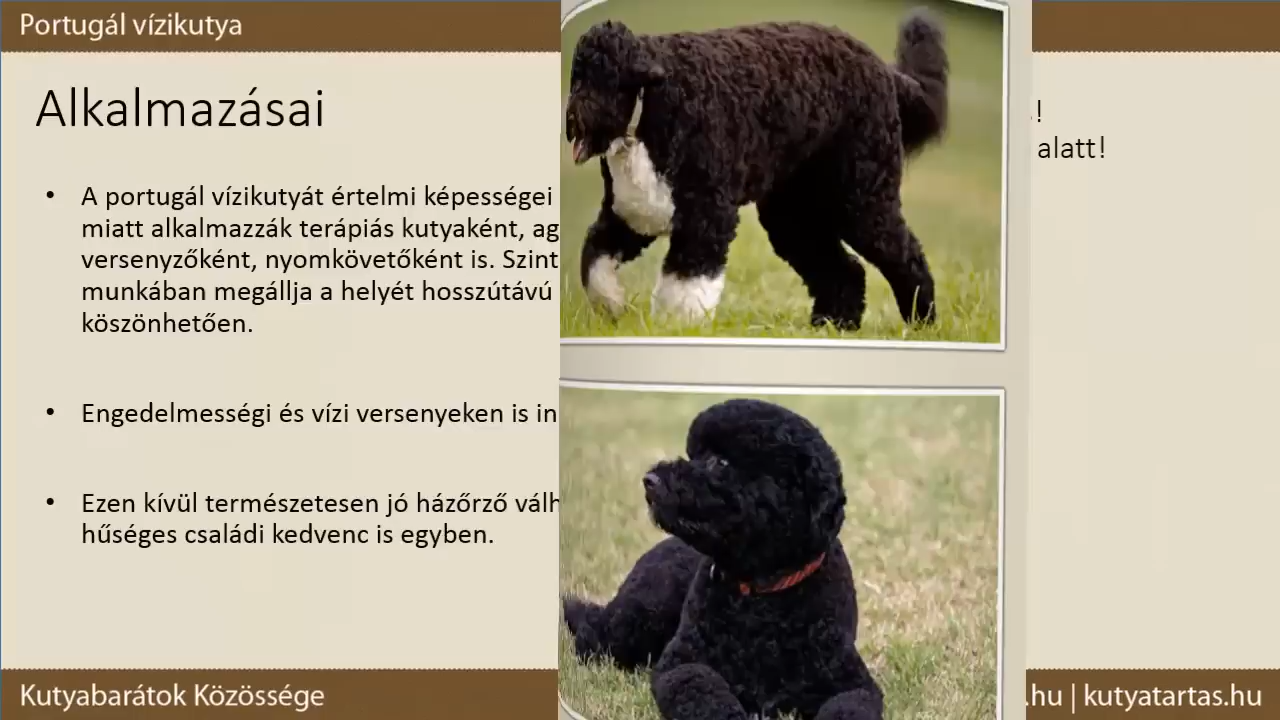 Portugál vízikutya
Alkalmazásai
!
alatt!
• A portugál vízikutyát értelmi képességei
miatt alkalmazzák terápiás kutyaként, ag
versenyzőként, nyomkövetőként is. Szint
munkában megállja a helyét hosszútávú
köszönhetően.
• Engedelmességi és vízi versenyeken is in
• Ezen kívül természetesen jó házőrző válh
hűséges családi kedvenc is egyben.
Kutyabarátok Közössége
.hu | kutyatartas.hu